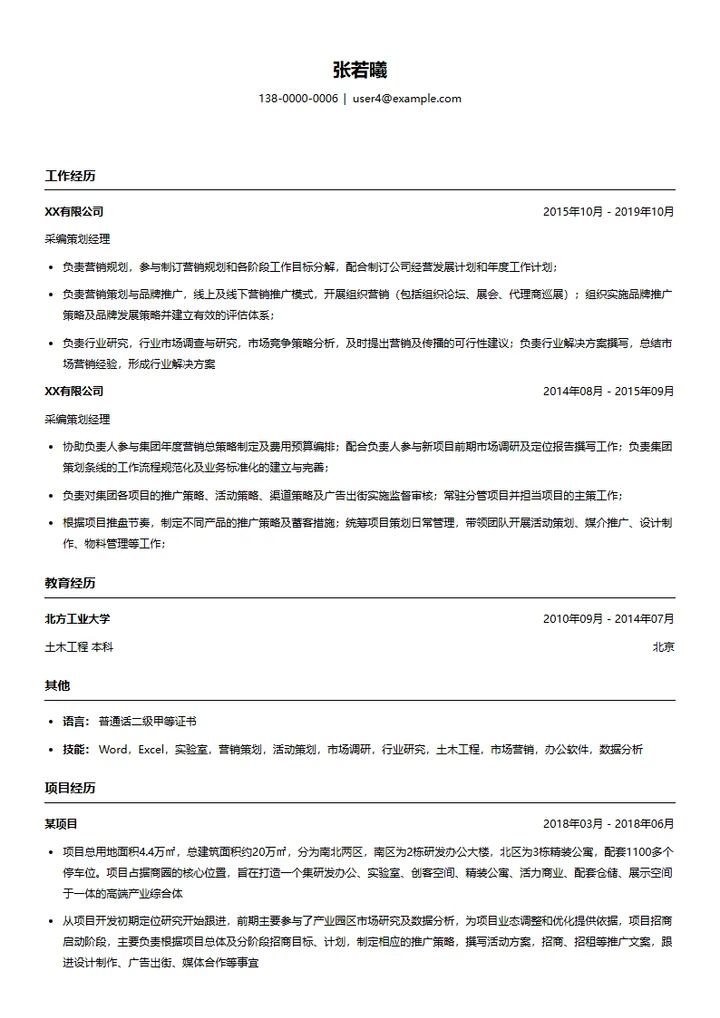 张若曦
138-0000-0006 | user4@example.com
工作经历
XX有限公司 2015年10月 - 2019年10月
采编策划经理
• 负责营销规划，参与制订营销规划和各阶段工作目标分解，配合制订公司经营发展计划和年度工作计划；
• 负责营销策划与品牌推广，线上及线下营销推广模式，开展组织营销（包括组织论坛、展会、代理商巡展）；组织实施品牌推广
策略及品牌发展策略并建立有效的评估体系；
• 负责行业研究，行业市场调查与研究，市场竞争策略分析，及时提出营销及传播的可行性建议；负责行业解决方案撰写，总结市
场营销经验，形成行业解决方案
XX有限公司 2014年08月 - 2015年09月
采编策划经理
• 协助负责人参与集团年度营销总策略制定及费用预算编排；配合负责人参与新项目前期市场调研及定位报告撰写工作；负责集团
策划条线的工作流程规范化及业务标准化的建立与完善；
• 负责对集团各项目的推广策略、活动策略、渠道策略及广告出街实施监督审核；常驻分管项目并担当项目的主策工作；
• 根据项目推盘节奏，制定不同产品的推广策略及蓄客措施；统筹项目策划日常管理，带领团队开展活动策划、媒介推广、设计制
作、物料管理等工作；
教育经历
北方工业大学 2010年09月 - 2014年07月
土木工程 本科 北京
其他
• 语言： 普通话二级甲等证书
• 技能： Word，Excel，实验室，营销策划，活动策划，市场调研，行业研究，土木工程，市场营销，办公软件，数据分析
项目经历
某项目 2018年03月 - 2018年06月
• 项目总用地面积4.4万㎡，总建筑面积约20万㎡，分为南北两区，南区为2栋研发办公大楼，北区为3栋精装公寓，配套1100多个
停车位。项目占据商圈的核心位置，旨在打造一个集研发办公、实验室、创客空间、精装公寓、活力商业、配套仓储、展示空间
于一体的高端产业综合体
• 从项目开发初期定位研究开始跟进，前期主要参与了产业园区市场研究及数据分析，为项目业态调整和优化提供依据，项目招商
启动阶段，主要负责根据项目总体及分阶段招商目标、计划，制定相应的推广策略，撰写活动方案，招商、招租等推广文案，跟
进设计制作、广告出街、媒体合作等事宜